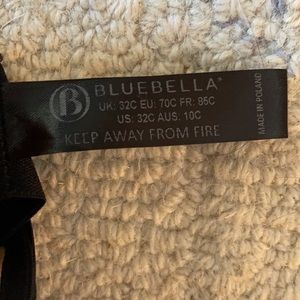 B BLUEBELLA®
UK: 32C EU: 70C FR: 85C
US: 32C AUS: 10C
KEEP AWAY FROM FIRE
MADE IN POLAND